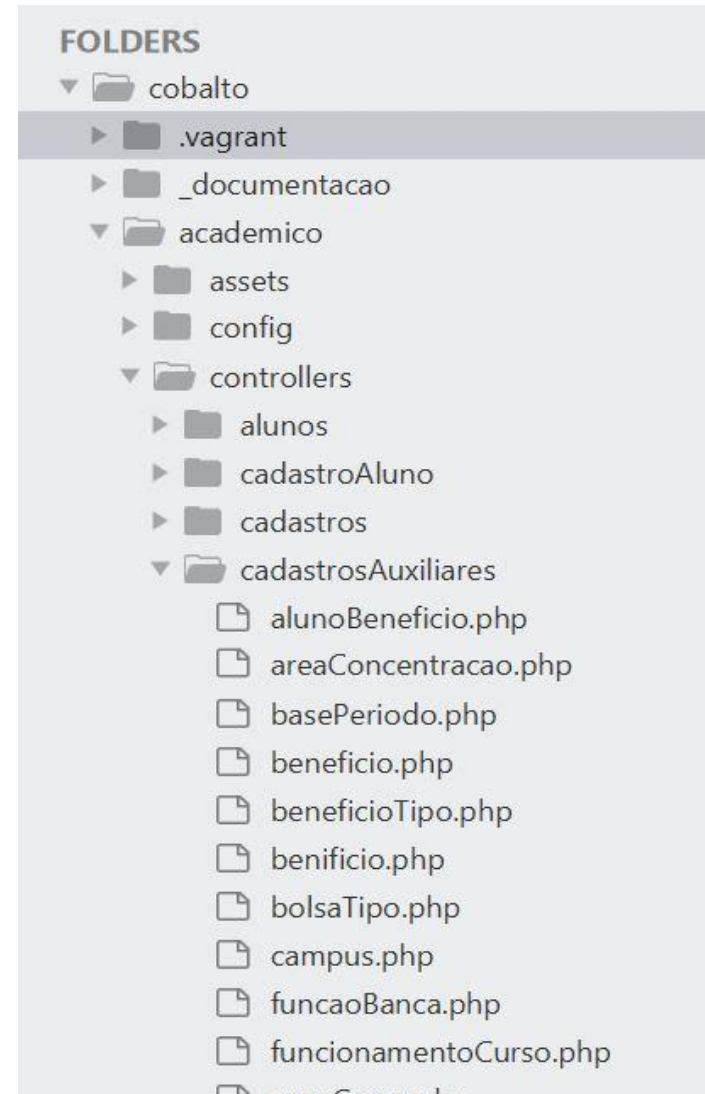 FOLDERS
cobalto
.vagrant
_documentacao
academico
assets
config
controllers
alunos
cadastroAluno
cadastros
cadastrosAuxiliares
alunoBeneficio.php
areaConcentracao.php
basePeriodo.php
beneficio.php
beneficioTipo.php
benificio.php
bolsaTipo.php
campus.php
funcaoBanca.php
funcionamentoCurso.php